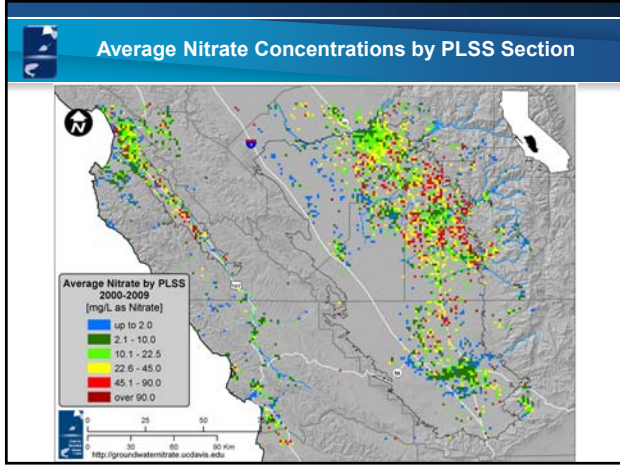 Average Nitrate Concentrations by PLSS Section
N
5
101
Average Nitrate by PLSS
2000-2009
[mg/L as Nitrate]
up to 2.0
2.1 - 10.0
10.1 - 22.5
22.6 - 45.0
45.1 - 90.0
over 90.0
0 25 50
0 30 60 90 Km
http://groundwaternitrate.ucdavis.edu